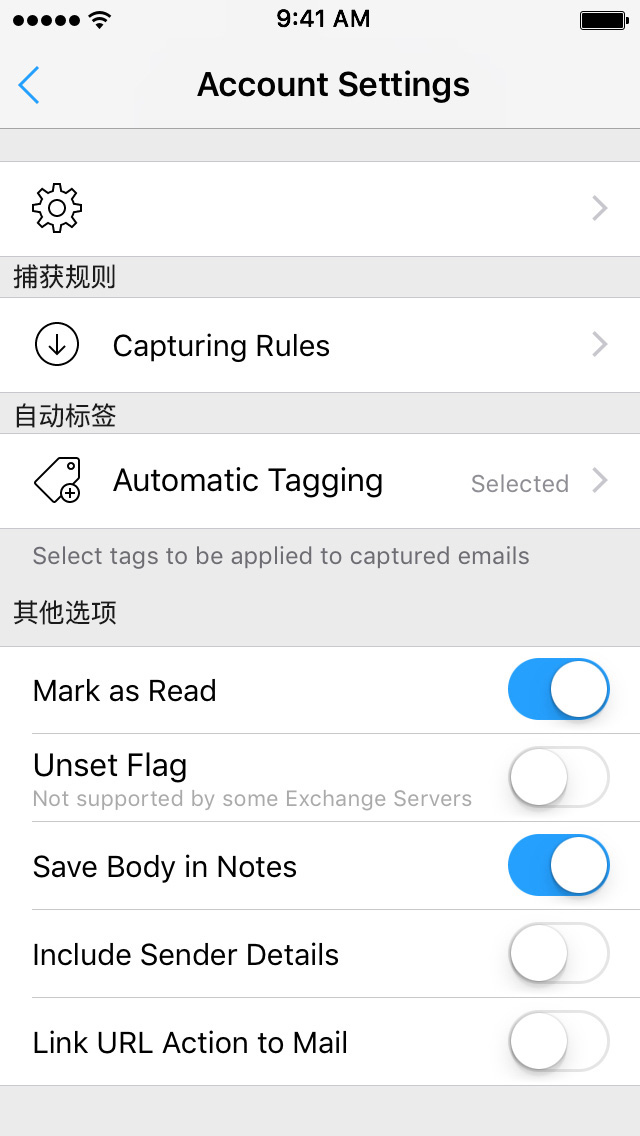 9:41 AM
Account Settings
捕获规则
Capturing Rules
自动标签
Automatic Tagging
Selected
Select tags to be applied to captured emails
其他选项
Mark as Read
Unset Flag
Not supported by some Exchange Servers
Save Body in Notes
Include Sender Details
Link URL Action to Mail